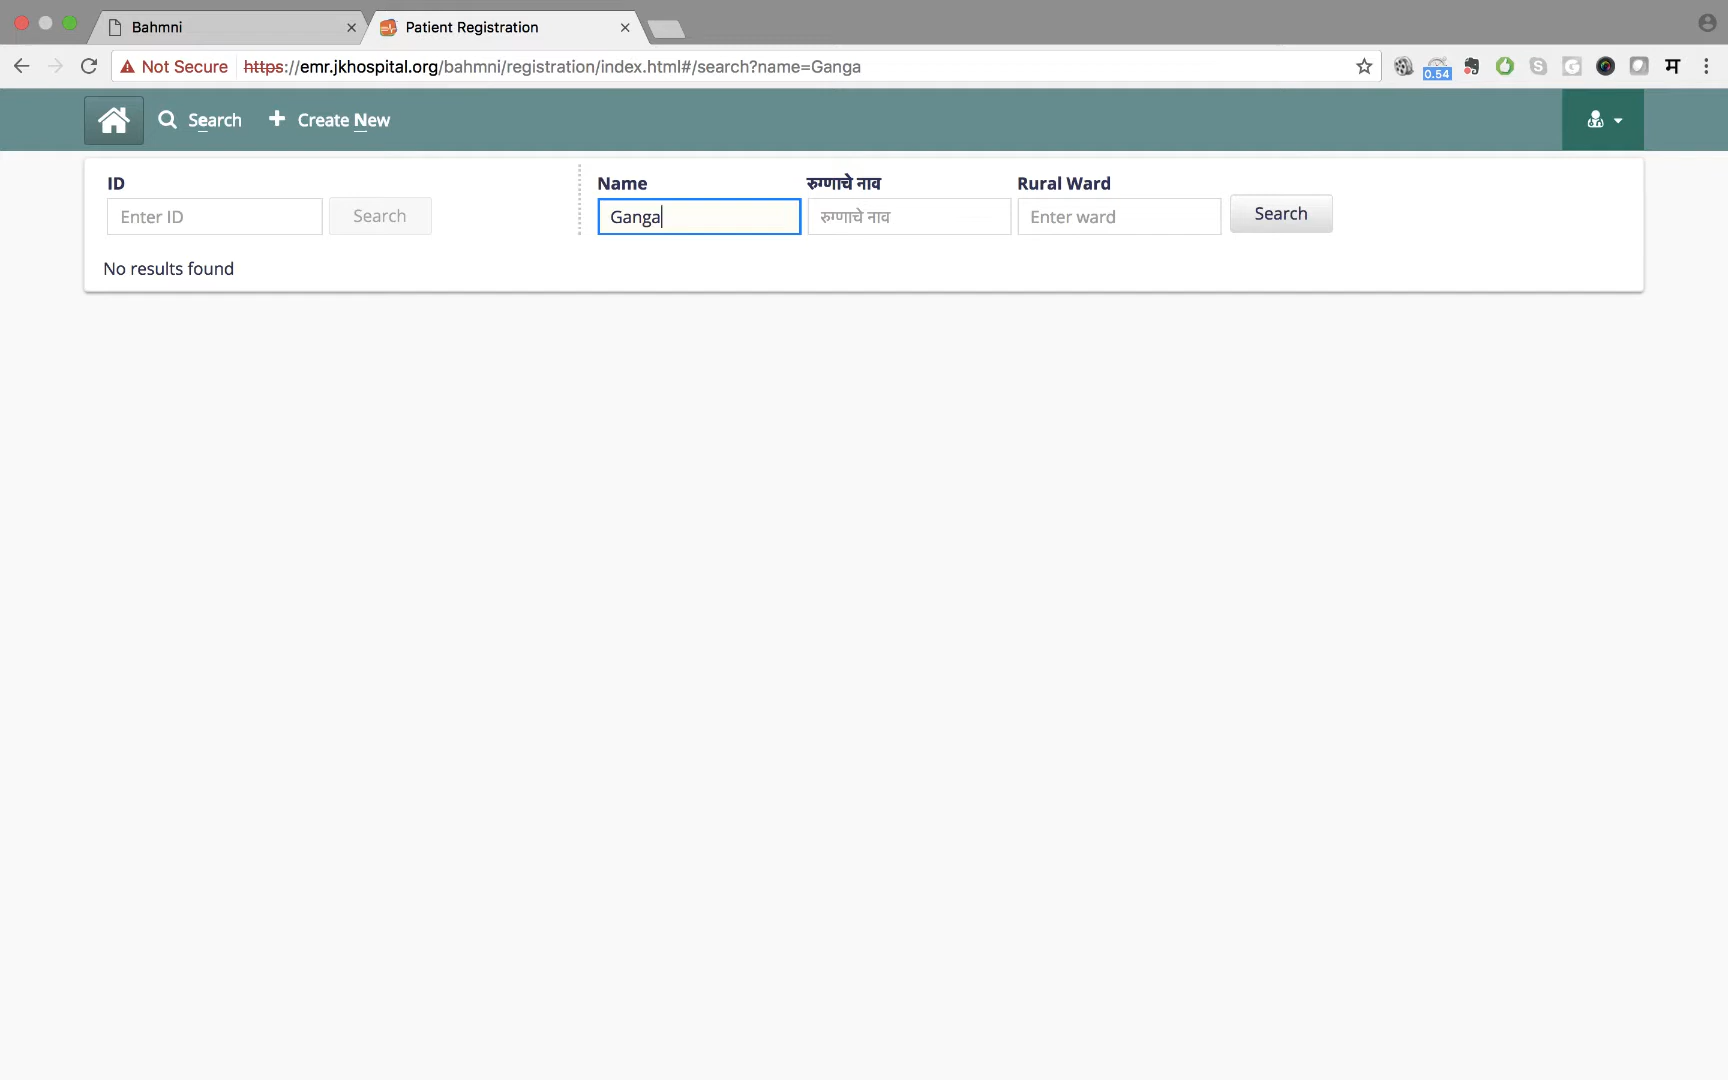 Bahmni
Patient Registration
Not Secure https://emr.jkhospital.org/bahmni/registration/index.html#/search?name=Ganga
0.54
म
Search Create New
ID
Name
रुग्णाचे नाव
Rural Ward
Enter ID
Search
Ganga
रुग्णाचे नाव
Enter ward
Search
No results found